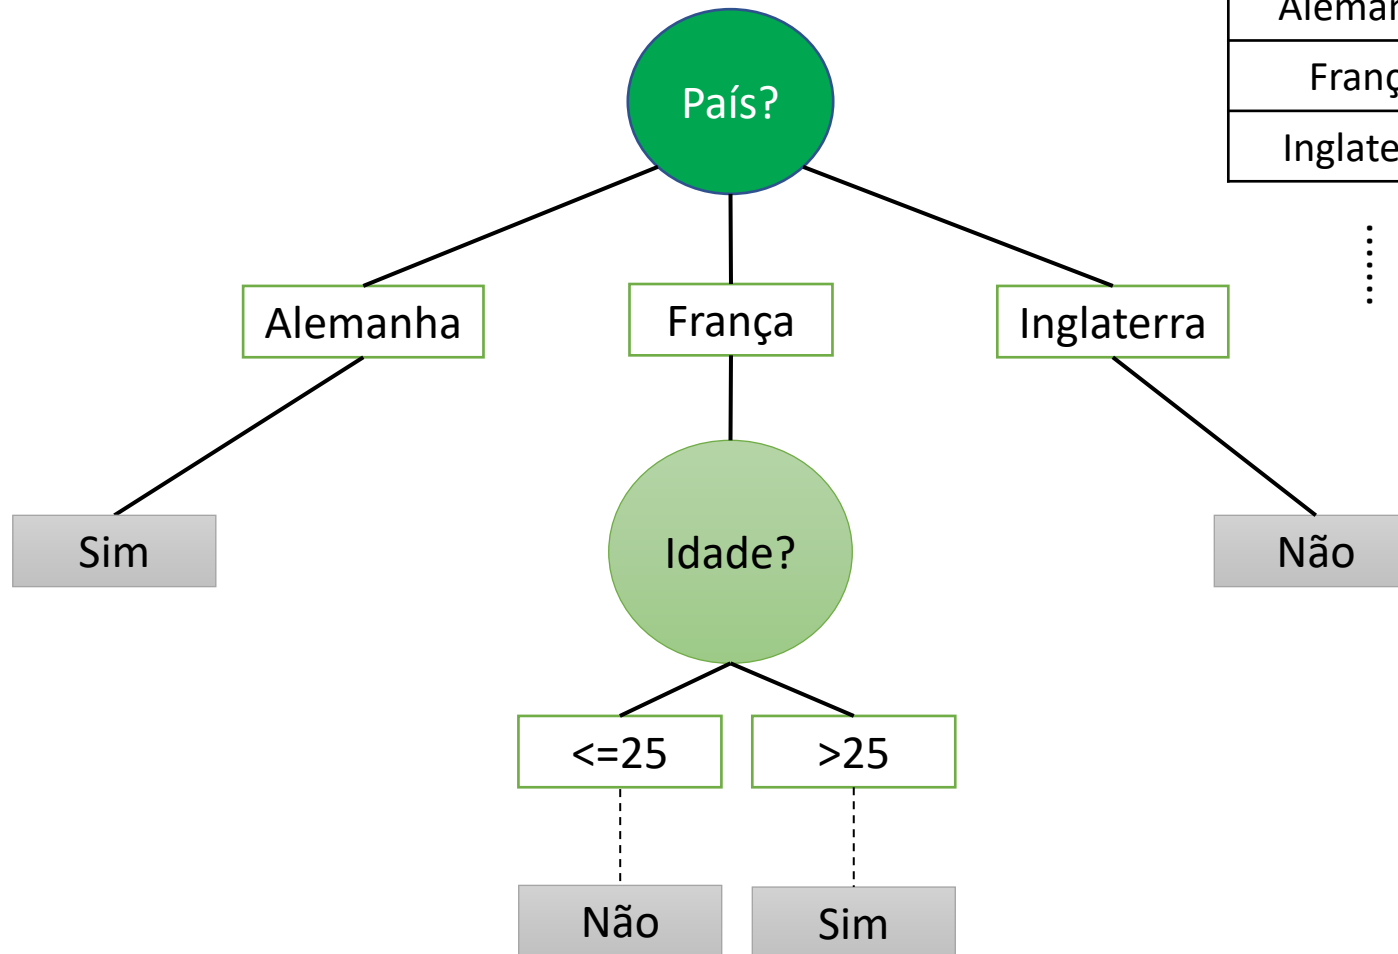 País?
Alemanha
França
Inglaterra
Sim
Idade?
Não
<=25
>25
Não
Sim